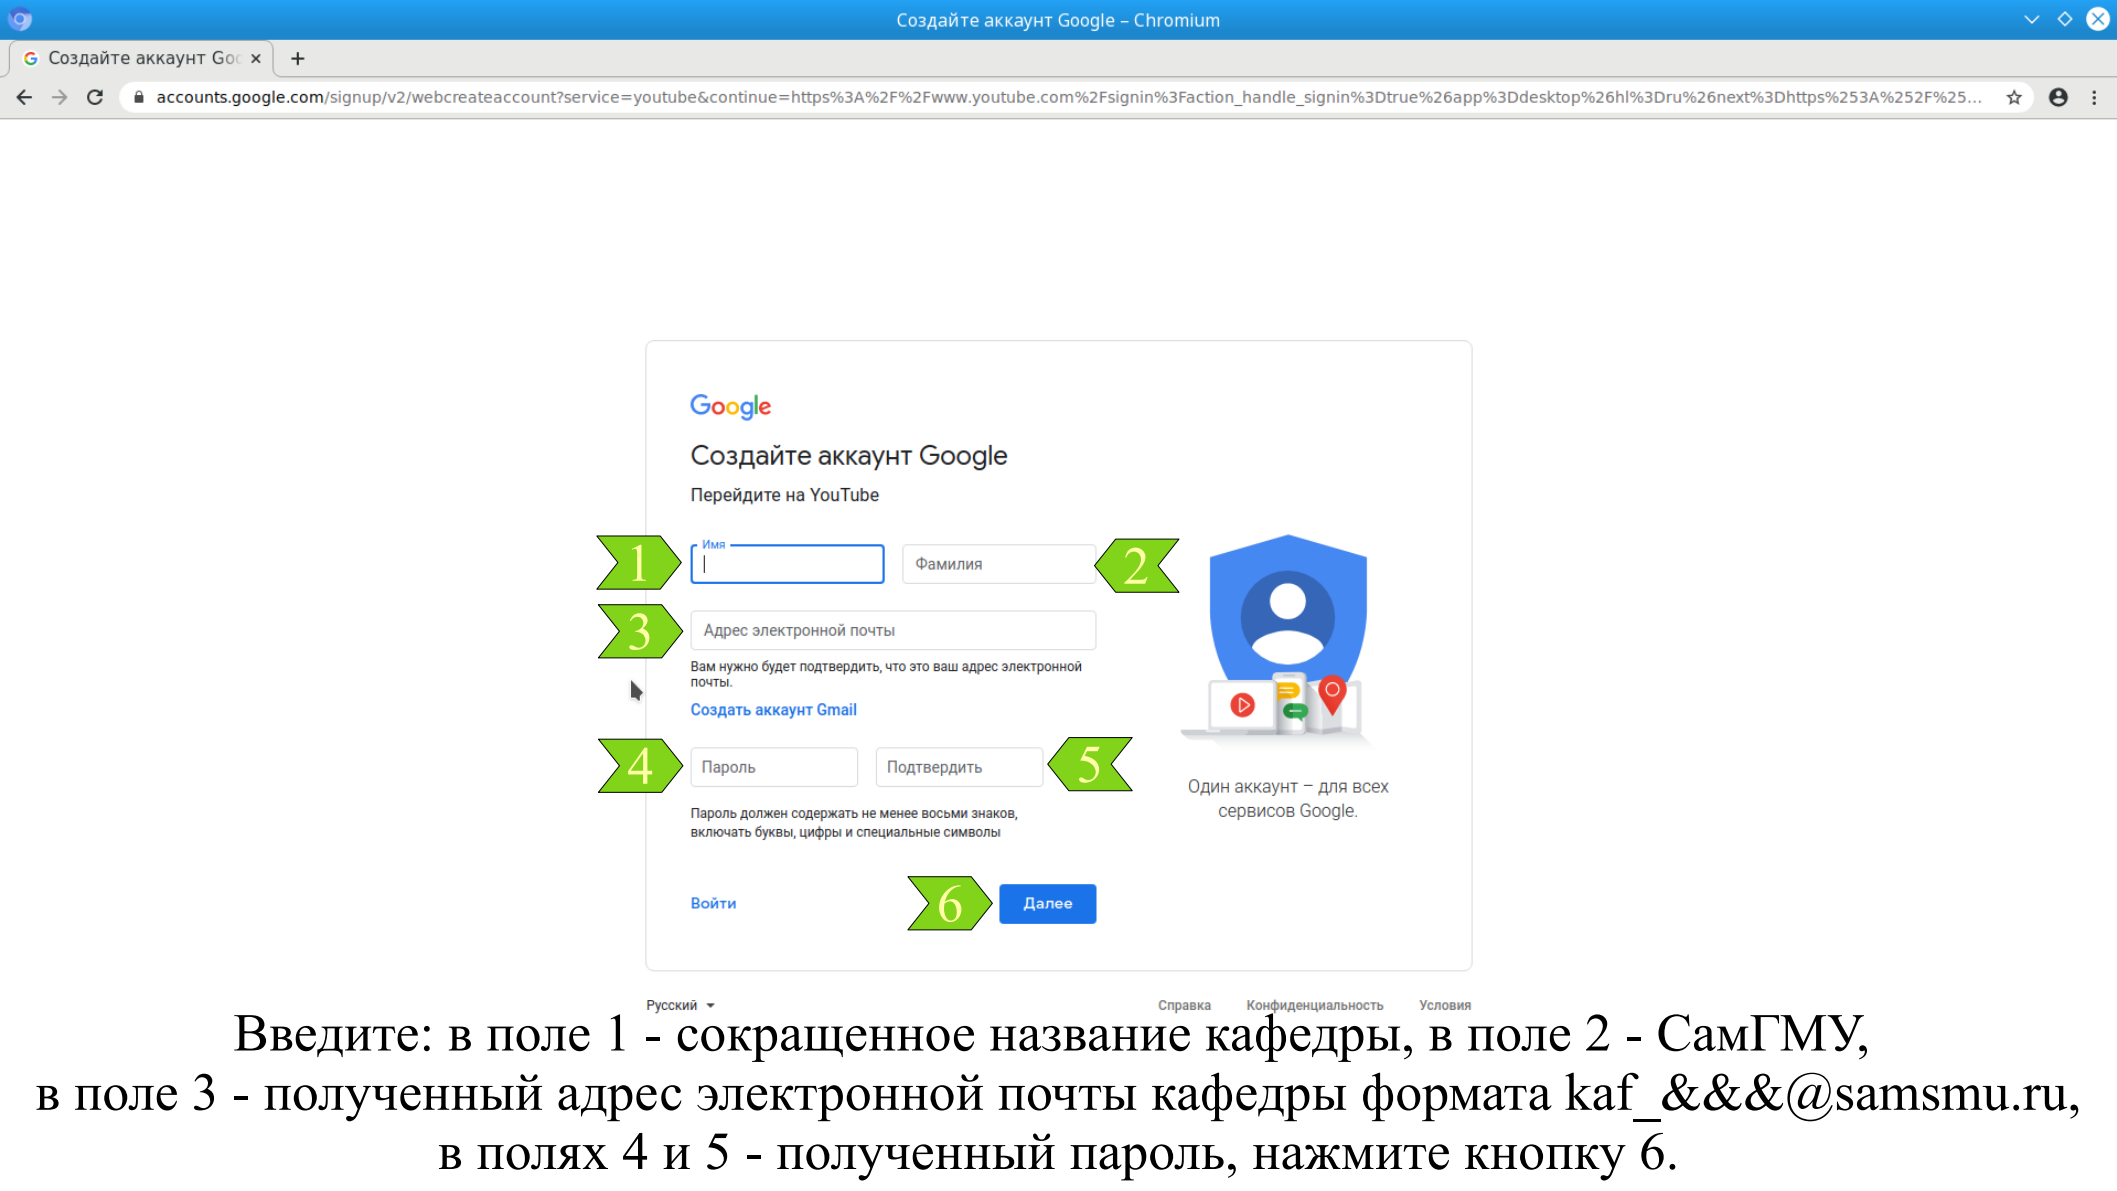 Создайте аккаунт Google – Chromium
Создайте аккаунт Goo
accounts.google.com/signup/v2/webcreateaccount?service=youtube&continue=https%3A%2F%2Fwww.youtube.com%2Fsignin%3Faction_handle_signin%3Dtrue%26app%3Ddesktop%26hl%3Dru%26next%3Dhttps%253A%252F%25...
Google
Создайте аккаунт Google
Перейдите на YouTube
1
Имя
Фамилия
2
3
Адрес электронной почты
Вам нужно будет подтвердить, что это ваш адрес электронной
почты.
Создать аккаунт Gmail
4
Пароль
Подтвердить
5
Пароль должен содержать не менее восьми знаков,
включать буквы, цифры и специальные символы
Один аккаунт – для всех
сервисов Google.
Войти
6
Далее
Русский
Справка
Конфиденциальность
Условия
Введите: в поле 1 - сокращенное название кафедры, в поле 2 - СамГМУ,
в поле 3 - полученный адрес электронной почты кафедры формата kaf_&&&@samsmu.ru,
в полях 4 и 5 - полученный пароль, нажмите кнопку 6.